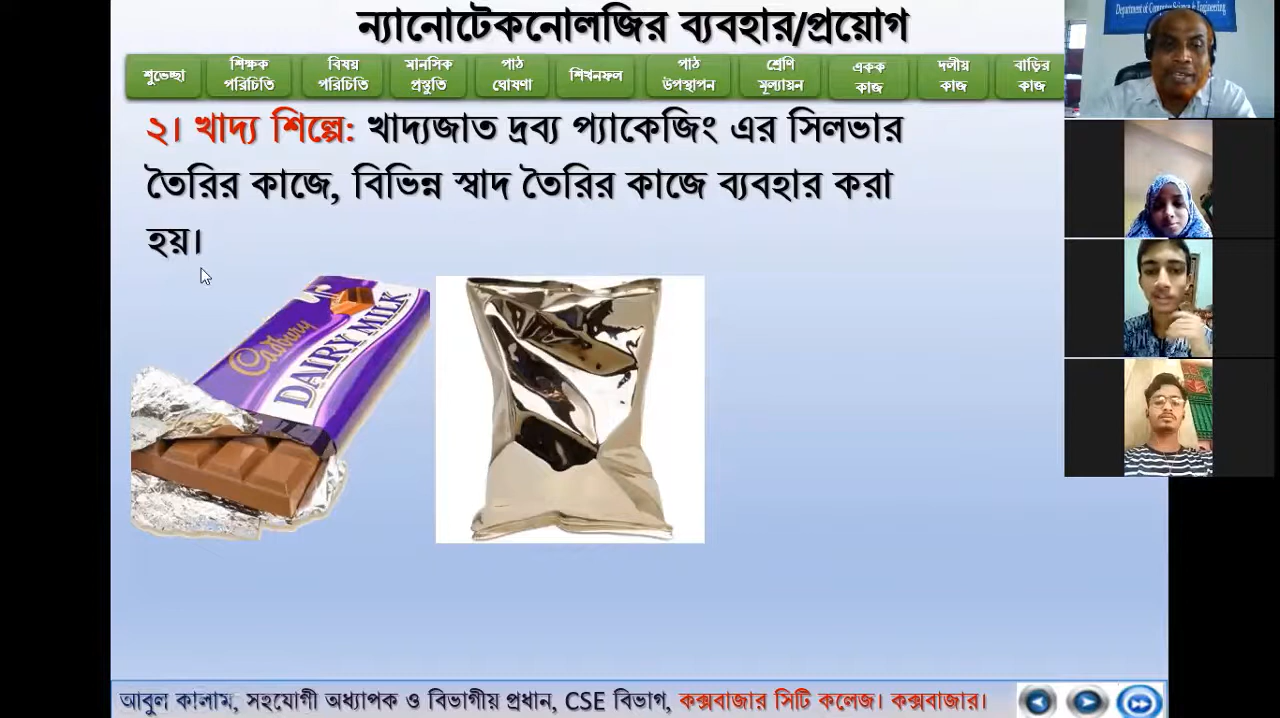 ন্যানোটেকনোলজির ব্যবহার/প্রয়োগ
Department of Computer Science & Engineering
শুভেচ্ছা
শিক্ষক
পরিচিতি
বিষয়
পরিচিতি
মানসিক
প্রস্তুতি
পাঠ
ঘোষণা
শিখনফল
পাঠ
উপস্থাপন
শ্রেণি
মূল্যায়ন
একক
কাজ
দলীয়
কাজ
বাড়ির
কাজ
২। খাদ্য শিল্পে: খাদ্যজাত দ্রব্য প্যাকেজিং এর সিলভার
তৈরির কাজে, বিভিন্ন স্বাদ তৈরির কাজে ব্যবহার করা
হয়।
Cadbury
DAIRY MILK
আবুল কালাম, সহযোগী অধ্যাপক ও বিভাগীয় প্রধান, CSE বিভাগ, কক্সবাজার সিটি কলেজ। কক্সবাজার।